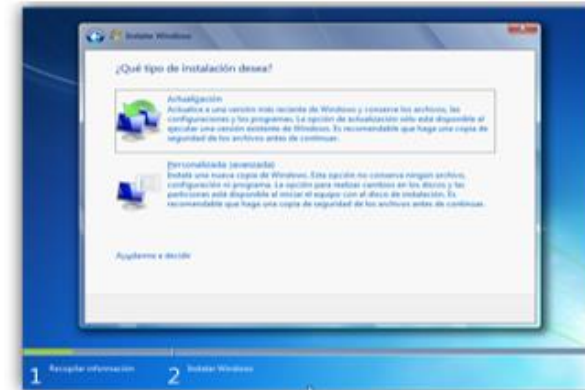 Instalar Windows
¿Qué tipo de instalación desea?
Actualización
Actualice a una versión más reciente de Windows y conserve los archivos, las
configuraciones y los programas. La opción de actualización sólo está disponible al
ejecutar una versión existente de Windows. Es recomendable que haga una copia de
seguridad de los archivos antes de continuar.
Personalizada (avanzada)
Instale una nueva copia de Windows. Esta opción no conserva ningún archivo,
configuración ni programa. La opción para realizar cambios en los discos y las
particiones está disponible al iniciar el equipo con el disco de instalación. Es
recomendable que haga una copia de seguridad de los archivos antes de continuar.
Ayudarme a decidir
1 Recopilar información
2 Instalar Windows